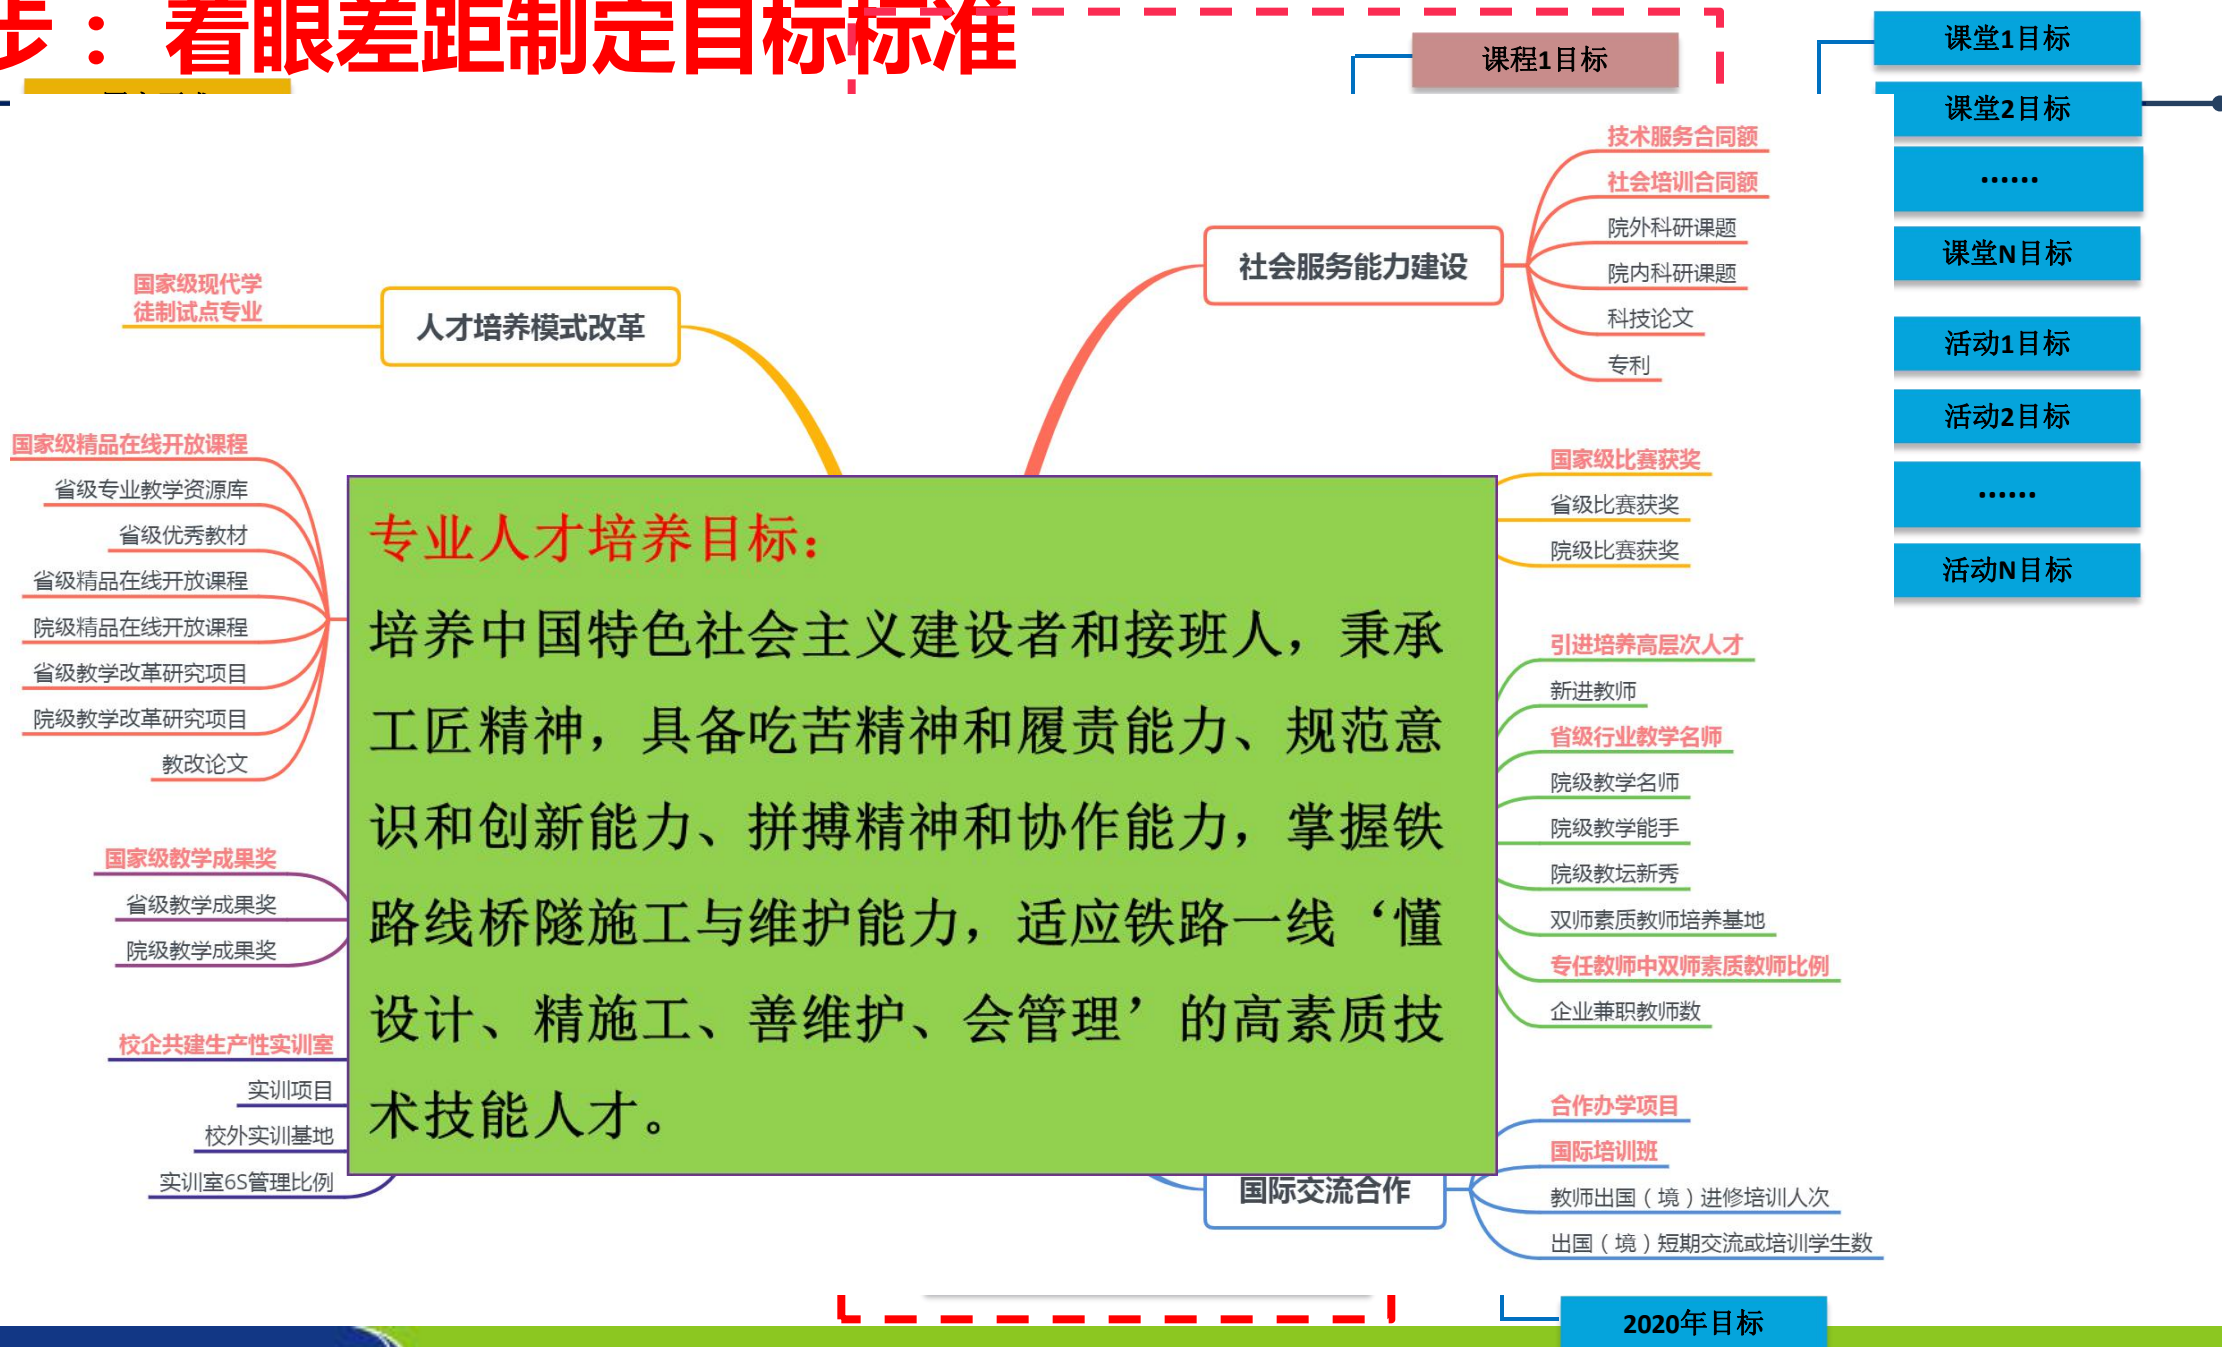 步：着眼差距制定目标标准
课程1目标
课堂1目标
课堂2目标
......
课堂N目标
活动1目标
活动2目标
......
活动N目标
技术服务合同额
社会培训合同额
院外科研课题
院内科研课题
科技论文
专利
社会服务能力建设
国家级现代学
徒制试点专业
人才培养模式改革
国家级精品在线开放课程
省级专业教学资源库
省级优秀教材
省级精品在线开放课程
院级精品在线开放课程
省级教学改革研究项目
院级教学改革研究项目
教改论文
国家级教学成果奖
省级教学成果奖
院级教学成果奖
校企共建生产性实训室
实训项目
校外实训基地
实训室6S管理比例
专业人才培养目标：
培养中国特色社会主义建设者和接班人，秉承
工匠精神，具备吃苦精神和履责能力、规范意
识和创新能力、拼搏精神和协作能力，掌握铁
路线桥隧施工与维护能力，适应铁路一线‘懂
设计、精施工、善维护、会管理’的高素质技
术技能人才。
国家级比赛获奖
省级比赛获奖
院级比赛获奖
引进培养高层次人才
新进教师
省级行业教学名师
院级教学名师
院级教学能手
院级教坛新秀
双师素质教师培养基地
专任教师中双师素质教师比例
企业兼职教师数
合作办学项目
国际培训班
教师出国（境）进修培训人次
出国（境）短期交流或培训学生数
国际交流合作
2020年目标